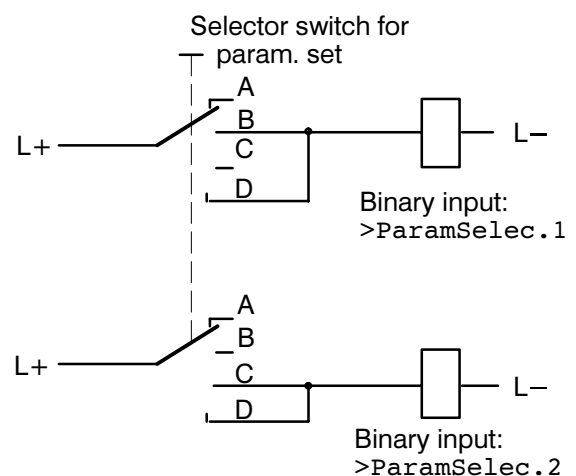 Selector switch for
param. set
A
B
C
D
L+
L−
Binary input:
>ParamSelec.1
A
B
C
D
L+
L−
Binary input:
>ParamSelec.2